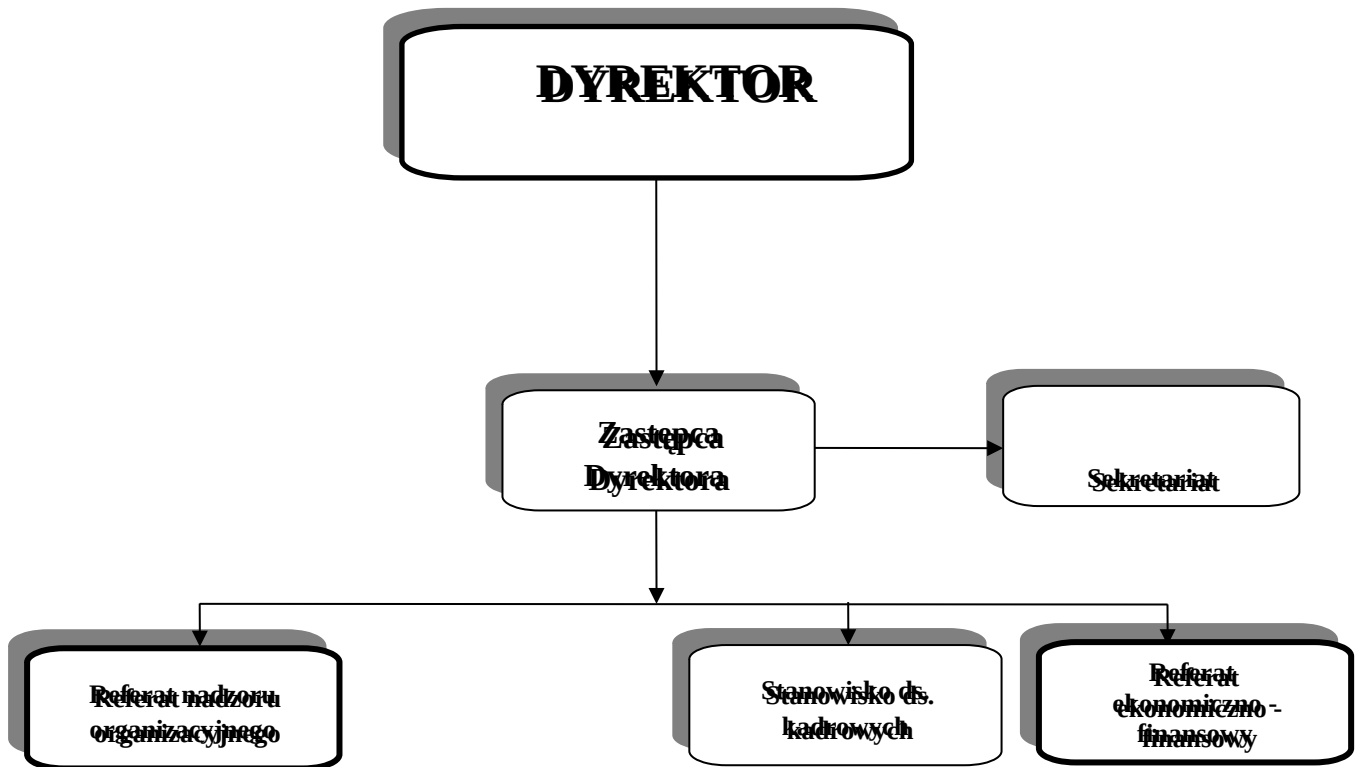 DYREKTOR
Zastępca
Dyrektora
Sekretariat
Referat nadzoru
organizacyjnego
Stanowisko ds.
kadrowych
Referat
ekonomiczno -
finansowy